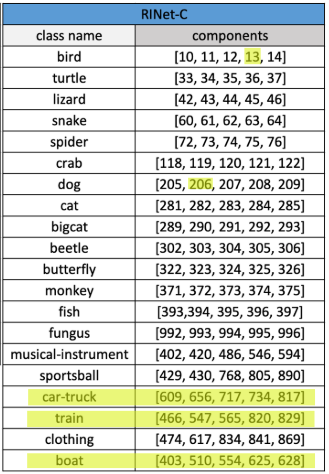 RINet-C
class name components
bird [10, 11, 12, 13, 14]
turtle [33, 34, 35, 36, 37]
lizard [42, 43, 44, 45, 46]
snake [60, 61, 62, 63, 64]
spider [72, 73, 74, 75, 76]
crab [118, 119, 120, 121, 122]
dog [205, 206, 207, 208, 209]
cat [281, 282, 283, 284, 285]
bigcat [289, 290, 291, 292, 293]
beetle [302, 303, 304, 305, 306]
butterfly [322, 323, 324, 325, 326]
monkey [371, 372, 373, 374, 375]
fish [393,394, 395, 396, 397]
fungus [992, 993, 994, 995, 996]
musical-instrument [402, 420, 486, 546, 594]
sportsball [429, 430, 768, 805, 890]
car-truck [609, 656, 717, 734, 817]
train [466, 547, 565, 820, 829]
clothing [474, 617, 834, 841, 869]
boat [403, 510, 554, 625, 628]